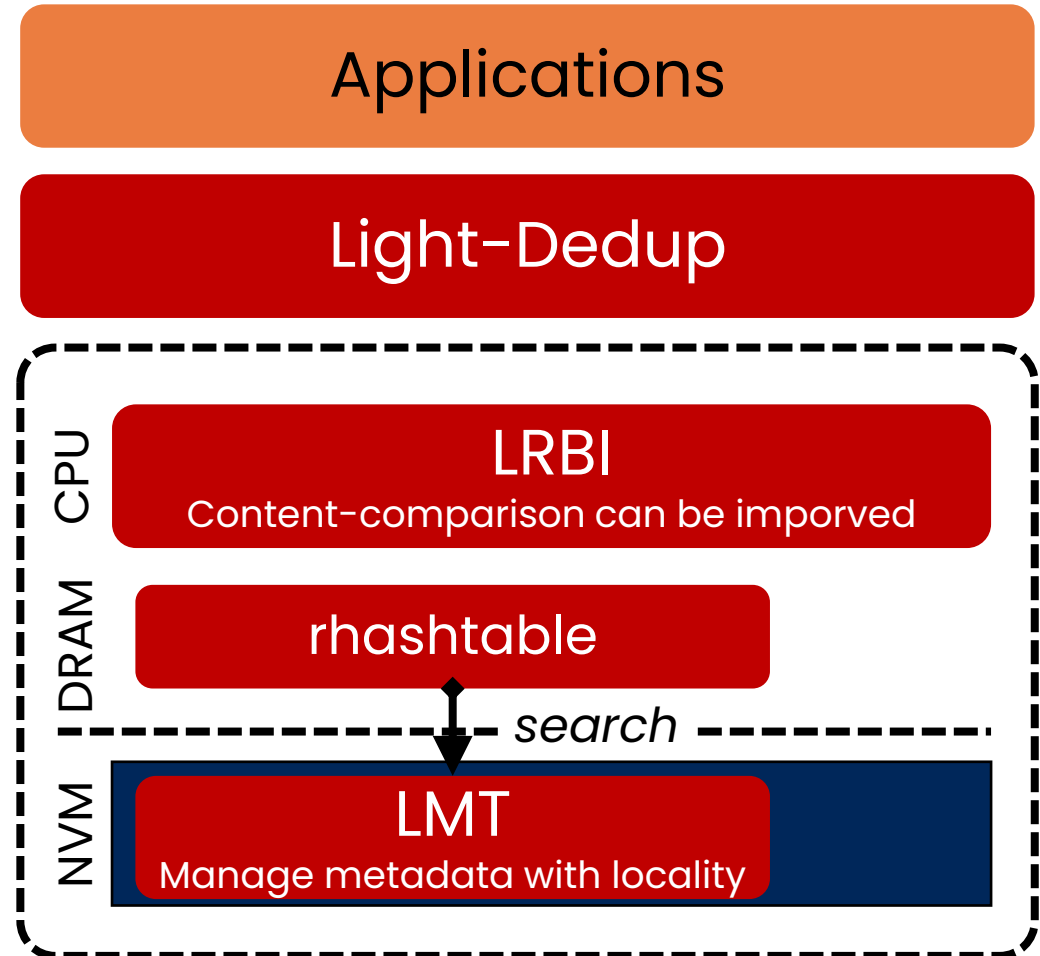 Applications
Light-Dedup
CPU
LRBI
Content-comparison can be imporved
DRAM
rhashtable
search
NVM
LMT
Manage metadata with locality